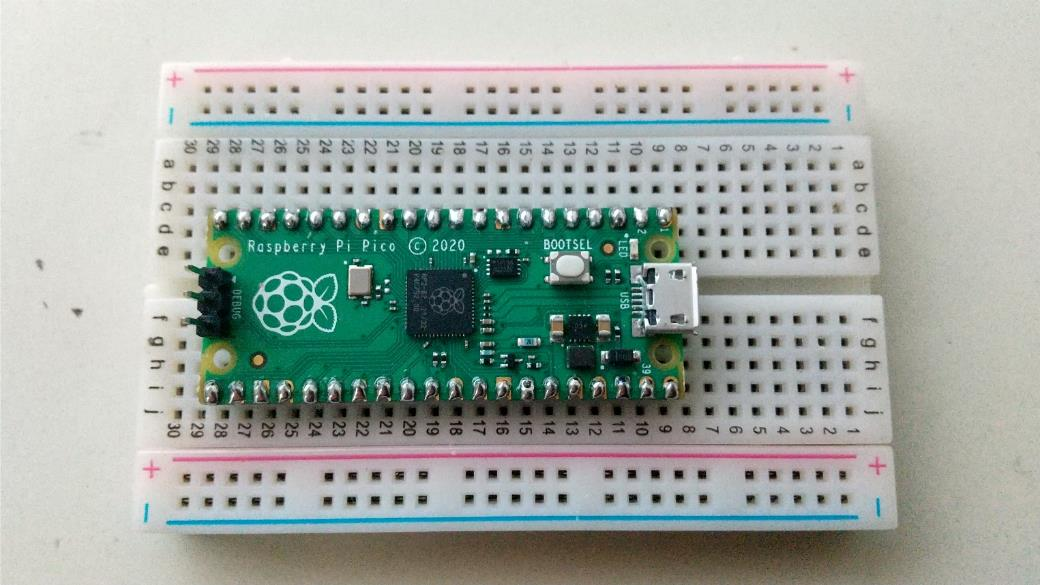 + +
30 29 28 27 26 25 24 23 22 21 20 19 18 17 16 15 14 13 12 11 10 9 8 7 6 5 4 3 2 1
a a
b b
c c
d d
e e
2 1
Raspberry Pi Pico © 2020
BOOTSEL
LED
DEBUG
USB
39
f f
g g
h h
i i
j j
30 29 28 27 26 25 24 23 22 21 20 19 18 17 16 15 14 13 12 11 10 9 8 7 6 5 4 3 2 1
+ +